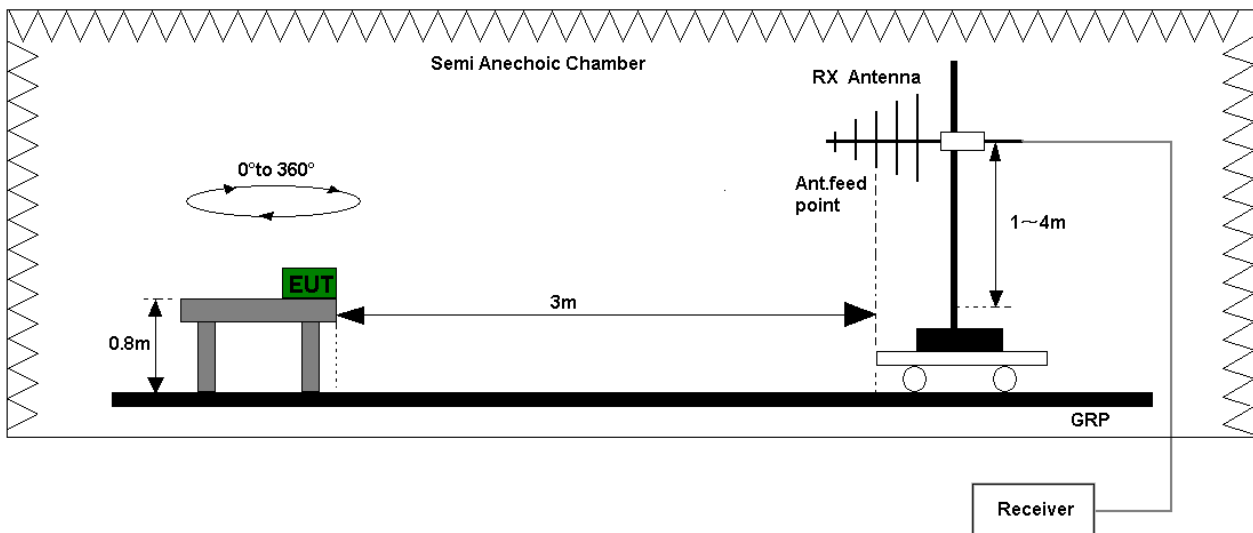 Semi Anechoic Chamber
RX Antenna
0°to 360°
Ant.feed
point
1～4m
EUT
3m
0.8m
GRP
Receiver